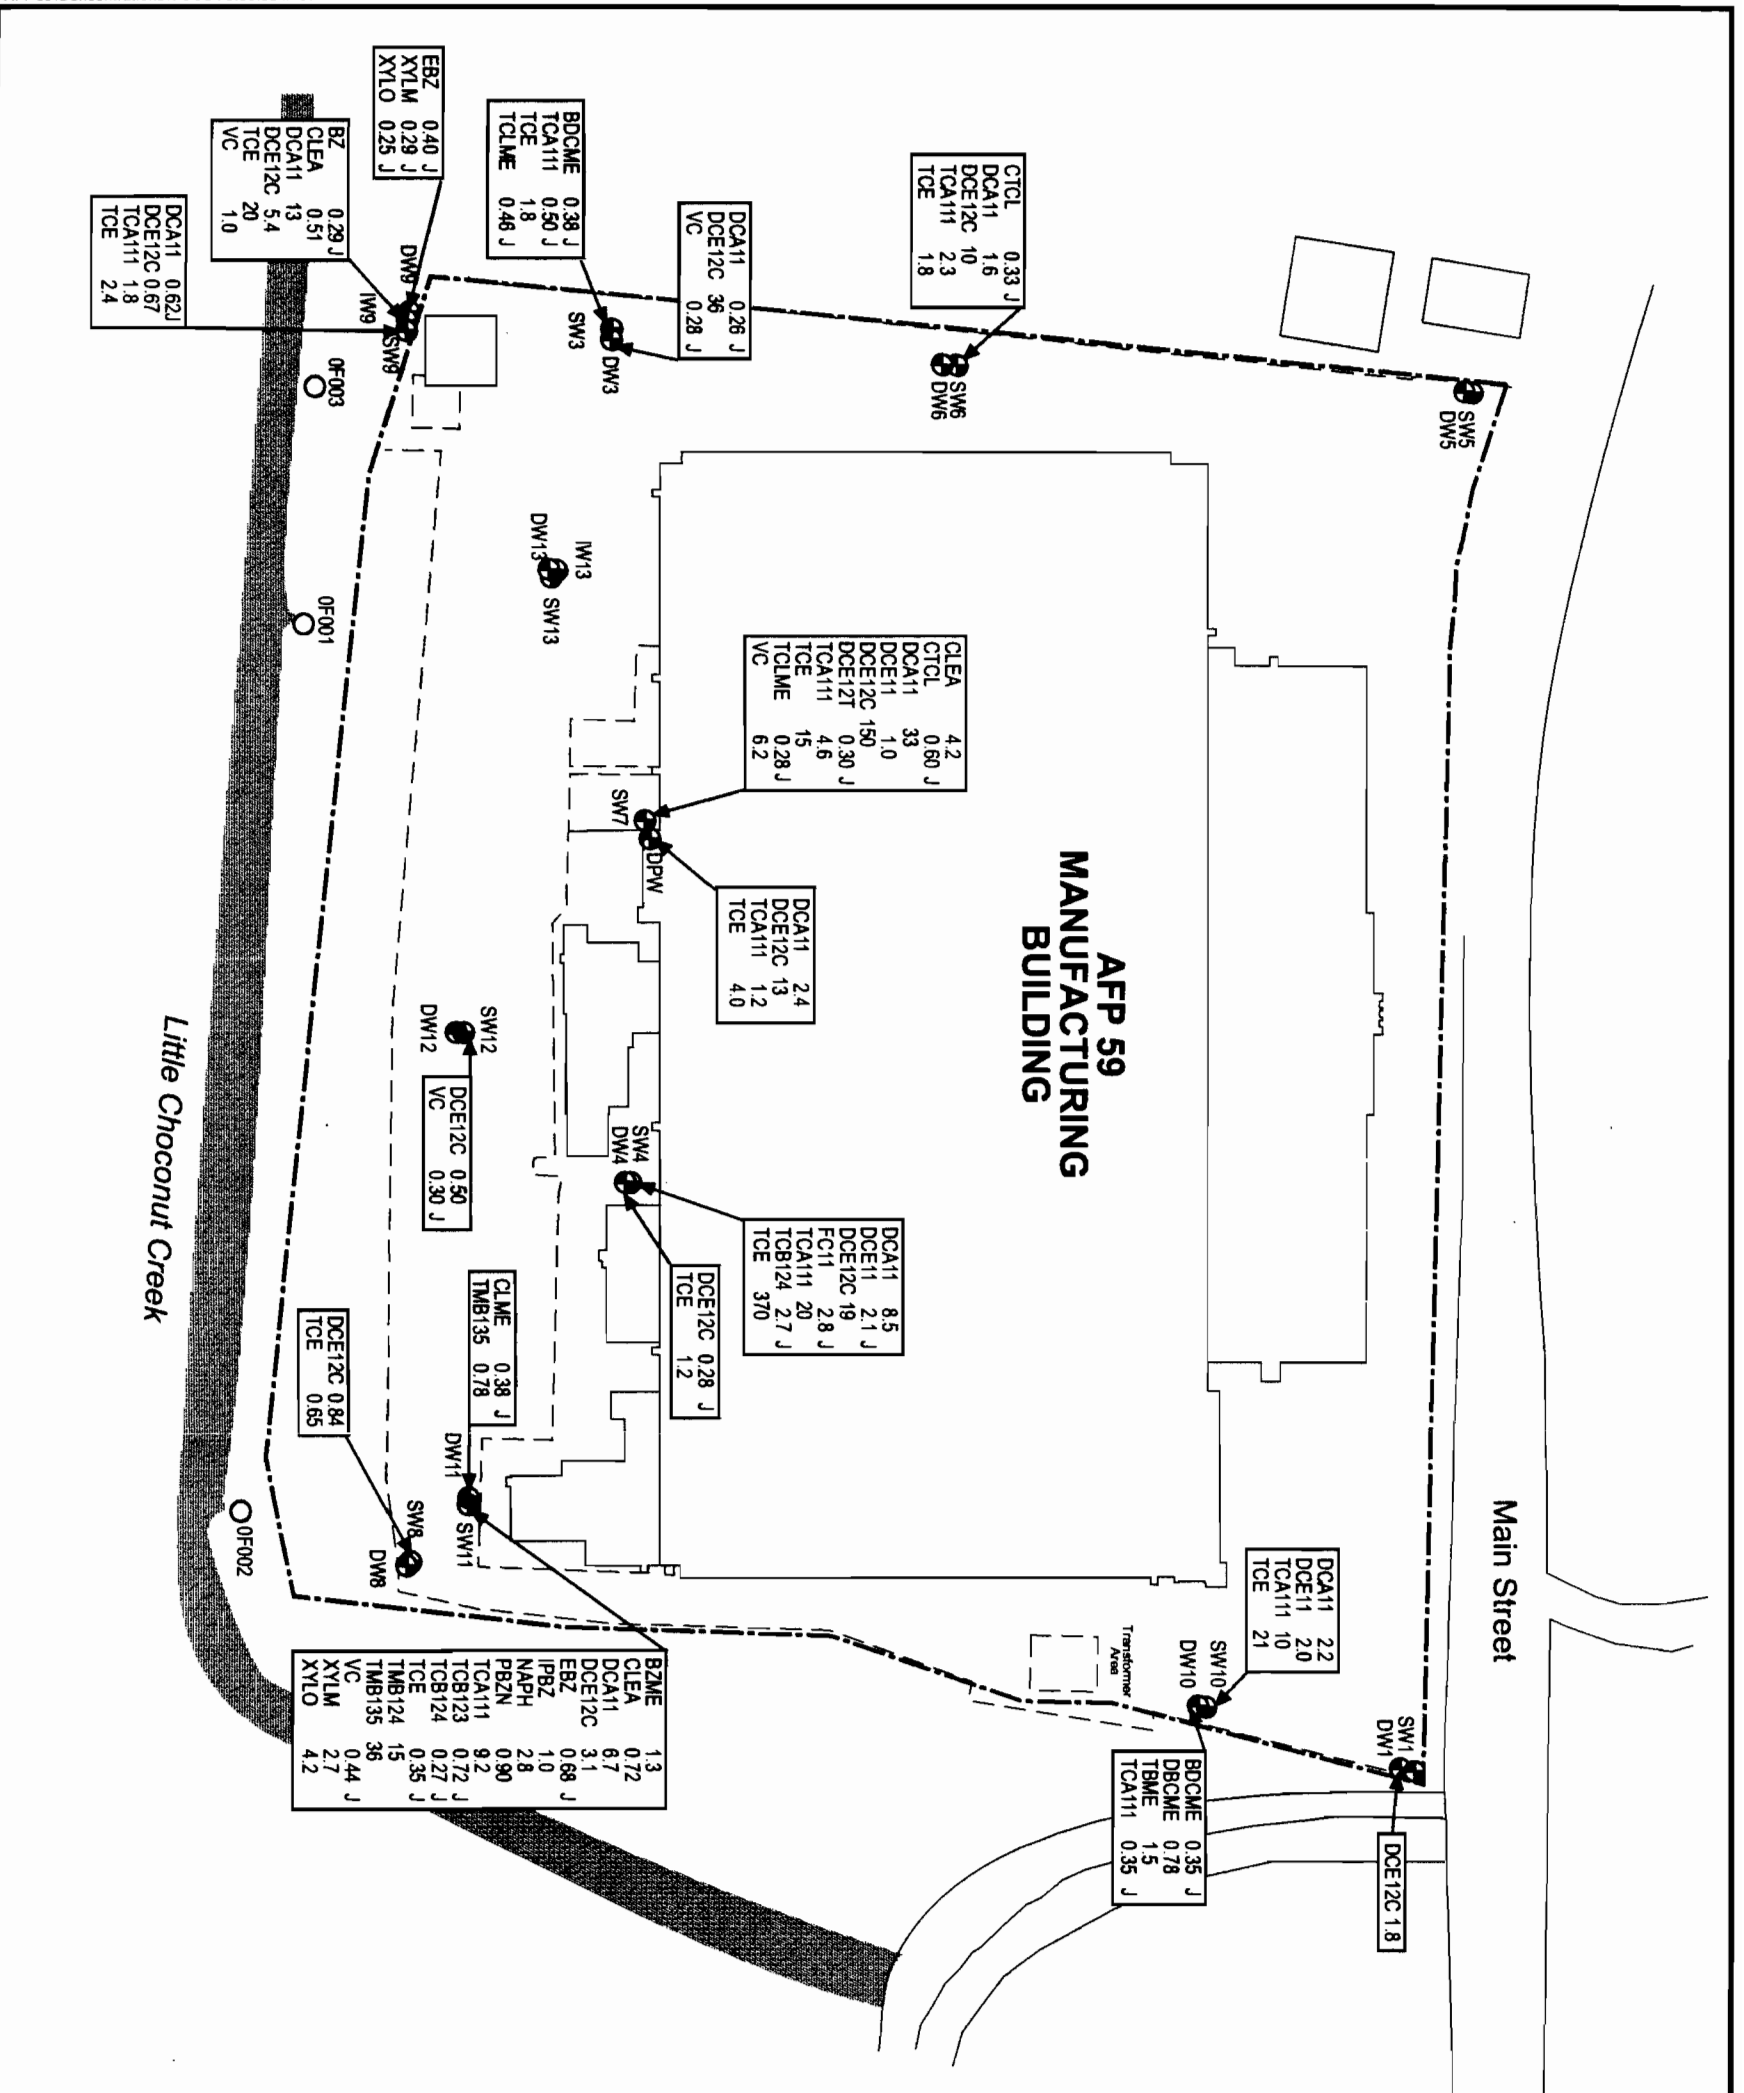 Main Street
AFP 59
MANUFACTURING
BUILDING
Little Choconut Creek
Transformer
Area
SW5
DW5
CTCL 0.33 J
DCA11 1.6
DCE12C 10
TCA111 2.3
TCE 1.8
SW6
DW6
DCA11 0.26 J
DCE12C 36
VC 0.28 J
DW3
SW3
BDCME 0.38 J
TCA111 0.50 J
TCE 1.8
TCLME 0.46 J
EBZ 0.40 J
XYLM 0.29 J
XYLO 0.25 J
DW9
IW9
SW9
BZ 0.29 J
CLEA 0.51
DCA11 13
DCE12C 5.4
TCE 20
VC 1.0
DCA11 0.62J
DCE12C 0.67
TCA111 1.8
TCE 2.4
0F003
0F001
IW13
DW13
SW13
CLEA 4.2
CTCL 0.60 J
DCA11 33
DCE11 1.0
DCE12C 150
DCE12T 0.30 J
TCA111 4.6
TCE 15
TCLME 0.28 J
VC 6.2
SW7
DPW
DCA11 2.4
DCE12C 13
TCA111 1.2
TCE 4.0
SW12
DW12
DCE12C 0.50
VC 0.30 J
SW4
DW4
DCA11 8.5
DCE11 2.1 J
DCE12C 19
FC11 2.8 J
TCA111 20
TCB124 2.7 J
TCE 370
DCE12C 0.28 J
TCE 1.2
CLME 0.38 J
TMB135 0.78
DW11
SW11
DCE12C 0.84
TCE 0.65
SW8
DW8
0F002
BZME 1.3
CLEA 0.72
DCA11 6.7
DCE12C 3.1
EBZ 0.68 J
IPBZ 1.0
NAPH 2.8
PBZN 0.90
TCA111 9.2
TCB123 0.72 J
TCB124 0.27 J
TCE 0.35 J
TMB124 15
TMB135 36
VC 0.44 J
XYLM 2.7
XYLO 4.2
DCA11 2.2
DCE11 2.0
TCA111 10
TCE 21
SW10
DW10
BDCME 0.35 J
DBCME 0.78
TBME 1.5
TCA111 0.35 J
SW1
DW1
DCE12C 1.8